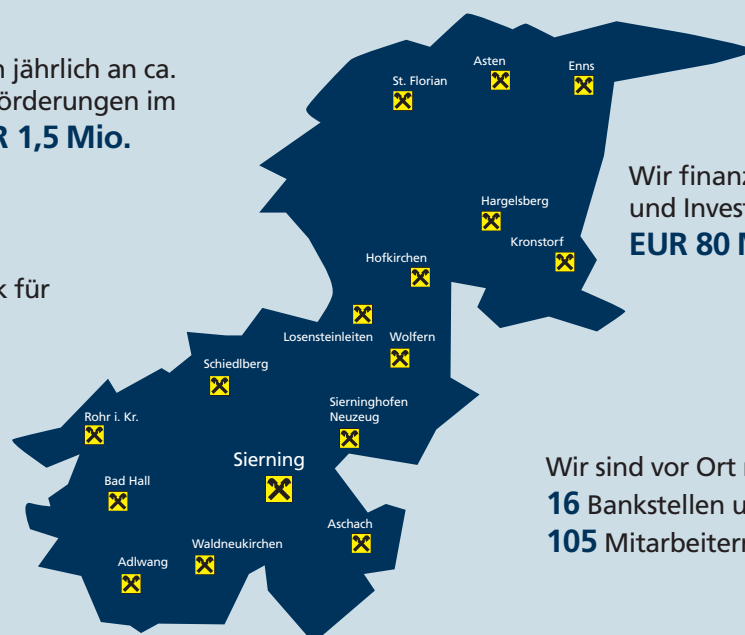 jährlich an ca.
örderungen im
R 1,5 Mio.
k für
Asten
Enns
St. Florian
Hargelsberg
Kronstorf
Hofkirchen
Losensteinleiten
Wolfern
Schiedlberg
Sierninghofen
Neuzeug
Rohr i. Kr.
Sierning
Bad Hall
Aschach
Waldneukirchen
Adlwang
Wir finanz
und Invest
EUR 80 M
Wir sind vor Ort
16 Bankstellen u
105 Mitarbeitern